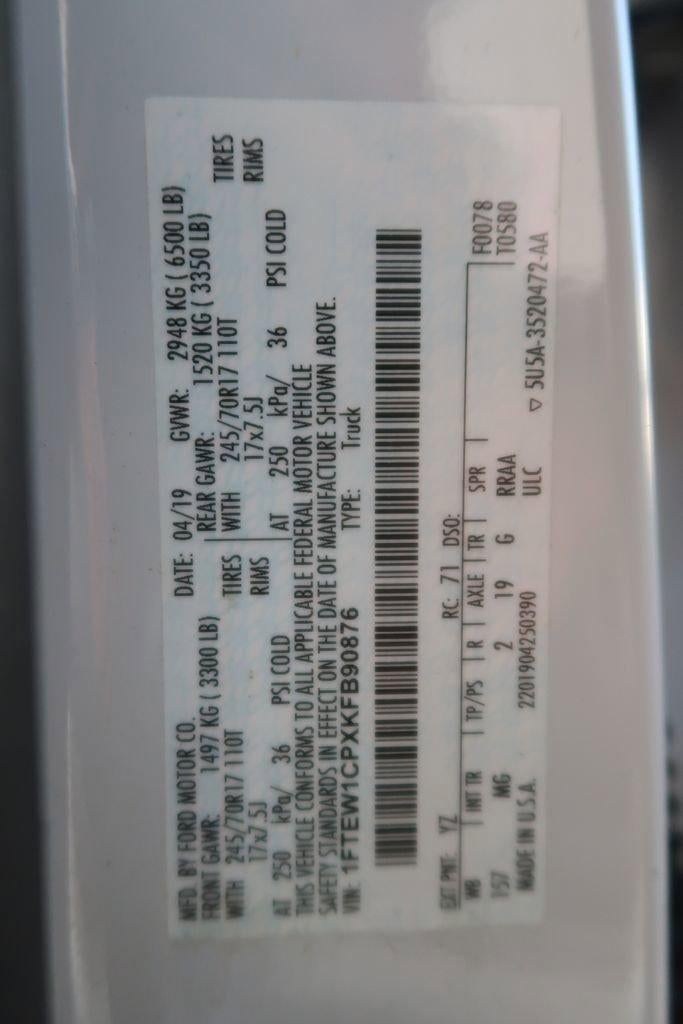 MFD. BY FORD MOTOR CO.
DATE: 04/19 GVWR: 2948 KG ( 6500 LB)
FRONT GAWR: 1497 KG ( 3300 LB) REAR GAWR: 1520 KG ( 3350 LB)
WITH 245/70R17 110T TIRES WITH 245/70R17 110T TIRES
17x7.5J RIMS 17x7.5J RIMS
AT 250 kPa/ 36 PSI COLD AT 250 kPa/ 36 PSI COLD
THIS VEHICLE CONFORMS TO ALL APPLICABLE FEDERAL MOTOR VEHICLE
SAFETY STANDARDS IN EFFECT ON THE DATE OF MANUFACTURE SHOWN ABOVE.
VIN: 1FTEW1CPXKFB90876 TYPE: Truck
EXT PNT: YZ RC: 71 DSO: F0078
WB INT TR TP/PS R AXLE TR SPR T0580
157 MG 2 19 G RRAA
MADE IN U.S.A. 2201904250390 ULC ▽ 5U5A-3520472-AA